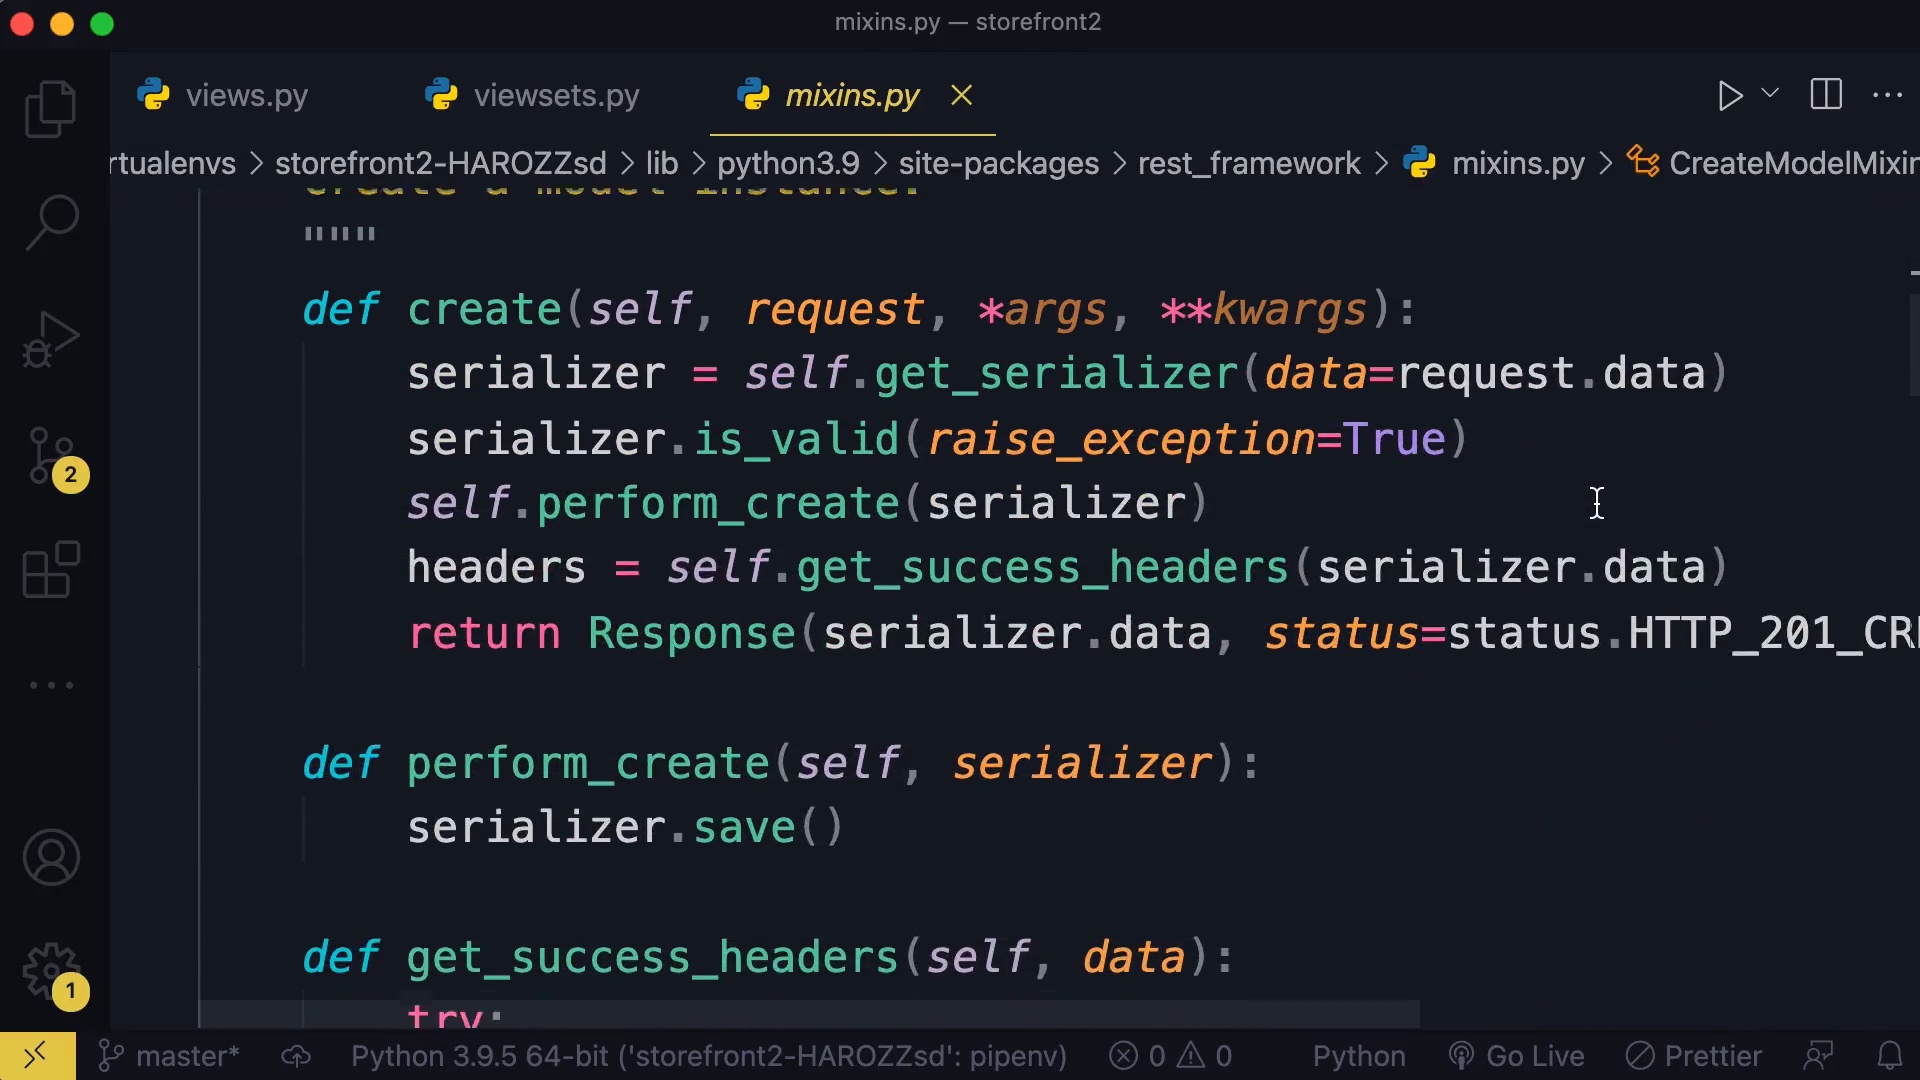 mixins.py — storefront2
views.py viewsets.py mixins.py
rtualenvs > storefront2-HAROZZsd > lib > python3.9 > site-packages > rest_framework > mixins.py > CreateModelMixin
Create a model instance.
"""
def create(self, request, *args, **kwargs):
serializer = self.get_serializer(data=request.data)
serializer.is_valid(raise_exception=True)
self.perform_create(serializer)
headers = self.get_success_headers(serializer.data)
return Response(serializer.data, status=status.HTTP_201_CR
def perform_create(self, serializer):
serializer.save()
def get_success_headers(self, data):
try:
2
1
master* Python 3.9.5 64-bit ('storefront2-HAROZZsd': pipenv) 0 0 Python Go Live Prettier